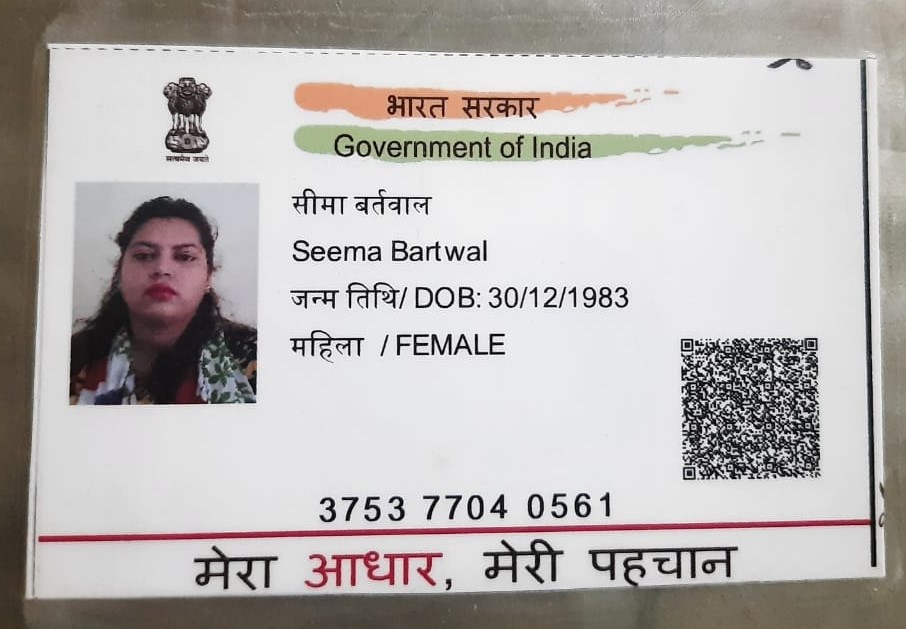 भारत सरकार
Government of India
सत्यमेव जयते
सीमा बर्तवाल
Seema Bartwal
जन्म तिथि/ DOB: 30/12/1983
महिला / FEMALE
3753 7704 0561
मेरा आधार, मेरी पहचान